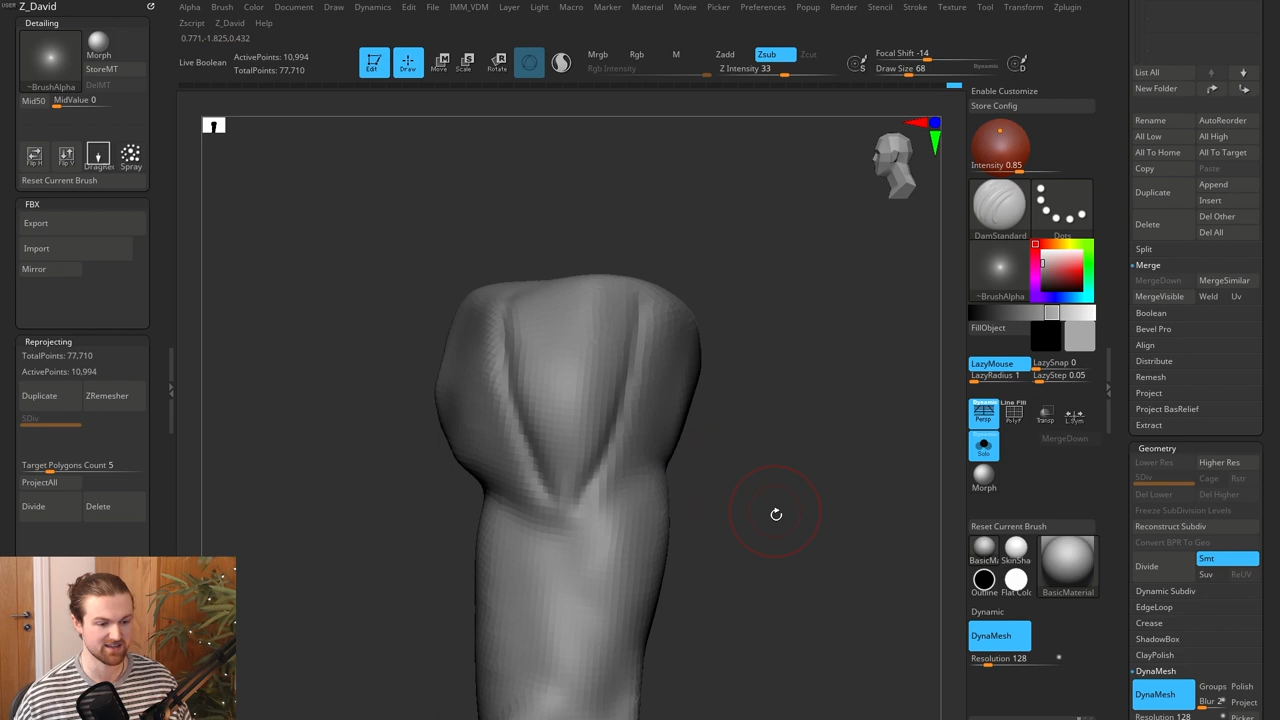 USER Z_David
Alpha Brush Color Document Draw Dynamics Edit File IMM_VDM Layer Light Macro Marker Material Movie Picker Preferences Popup Render Stencil Stroke Texture Tool Transform Zplugin
Zscript Z_David Help
0.771,-1.825,0.432
Detailing
Morph
StoreMT
DelMT
~BrushAlpha
Mid50 MidValue 0
Flip H Flip V DragRe Spray
Reset Current Brush
FBX
Export
Import
Mirror
Reprojecting
TotalPoints: 77,710
ActivePoints: 10,994
Duplicate ZRemesher
SDiv
Target Polygons Count 5
ProjectAll
Divide Delete
Live Boolean ActivePoints: 10,994
TotalPoints: 77,710
Edit Draw Move Scale Rotate
Mrgb Rgb M
Rgb Intensity
Zadd Zsub Zcut
Z Intensity 33
S Focal Shift -14
Draw Size 68 Dynamic
D
Enable Customize
Store Config
Intensity 0.85
DamStandard Dots
~BrushAlpha
FillObject
LazyMouse LazySnap 0
LazyRadius 1 LazyStep 0.05
Dynamic Line Fill
Persp PolyF Transp L.Sym
Solo MergeDown
Morph
Reset Current Brush
BasicMa SkinSha
Outline Flat Colo BasicMaterial
Dynamic
DynaMesh
Resolution 128
List All
New Folder
Rename AutoReorder
All Low All High
All To Home All To Target
Copy Paste
Duplicate Append
Insert
Delete Del Other
Del All
Split
Merge
MergeDown MergeSimilar
MergeVisible Weld Uv
Boolean
Bevel Pro
Align
Distribute
Remesh
Project
Project BasRelief
Extract
Geometry
Lower Res Higher Res
SDiv Cage Rstr
Del Lower Del Higher
Freeze SubDivision Levels
Reconstruct Subdiv
Convert BPR To Geo
Divide Smt
Suv ReUV
Dynamic Subdiv
EdgeLoop
Crease
ShadowBox
ClayPolish
DynaMesh
DynaMesh Groups Polish
Blur 2 Project
Resolution 128